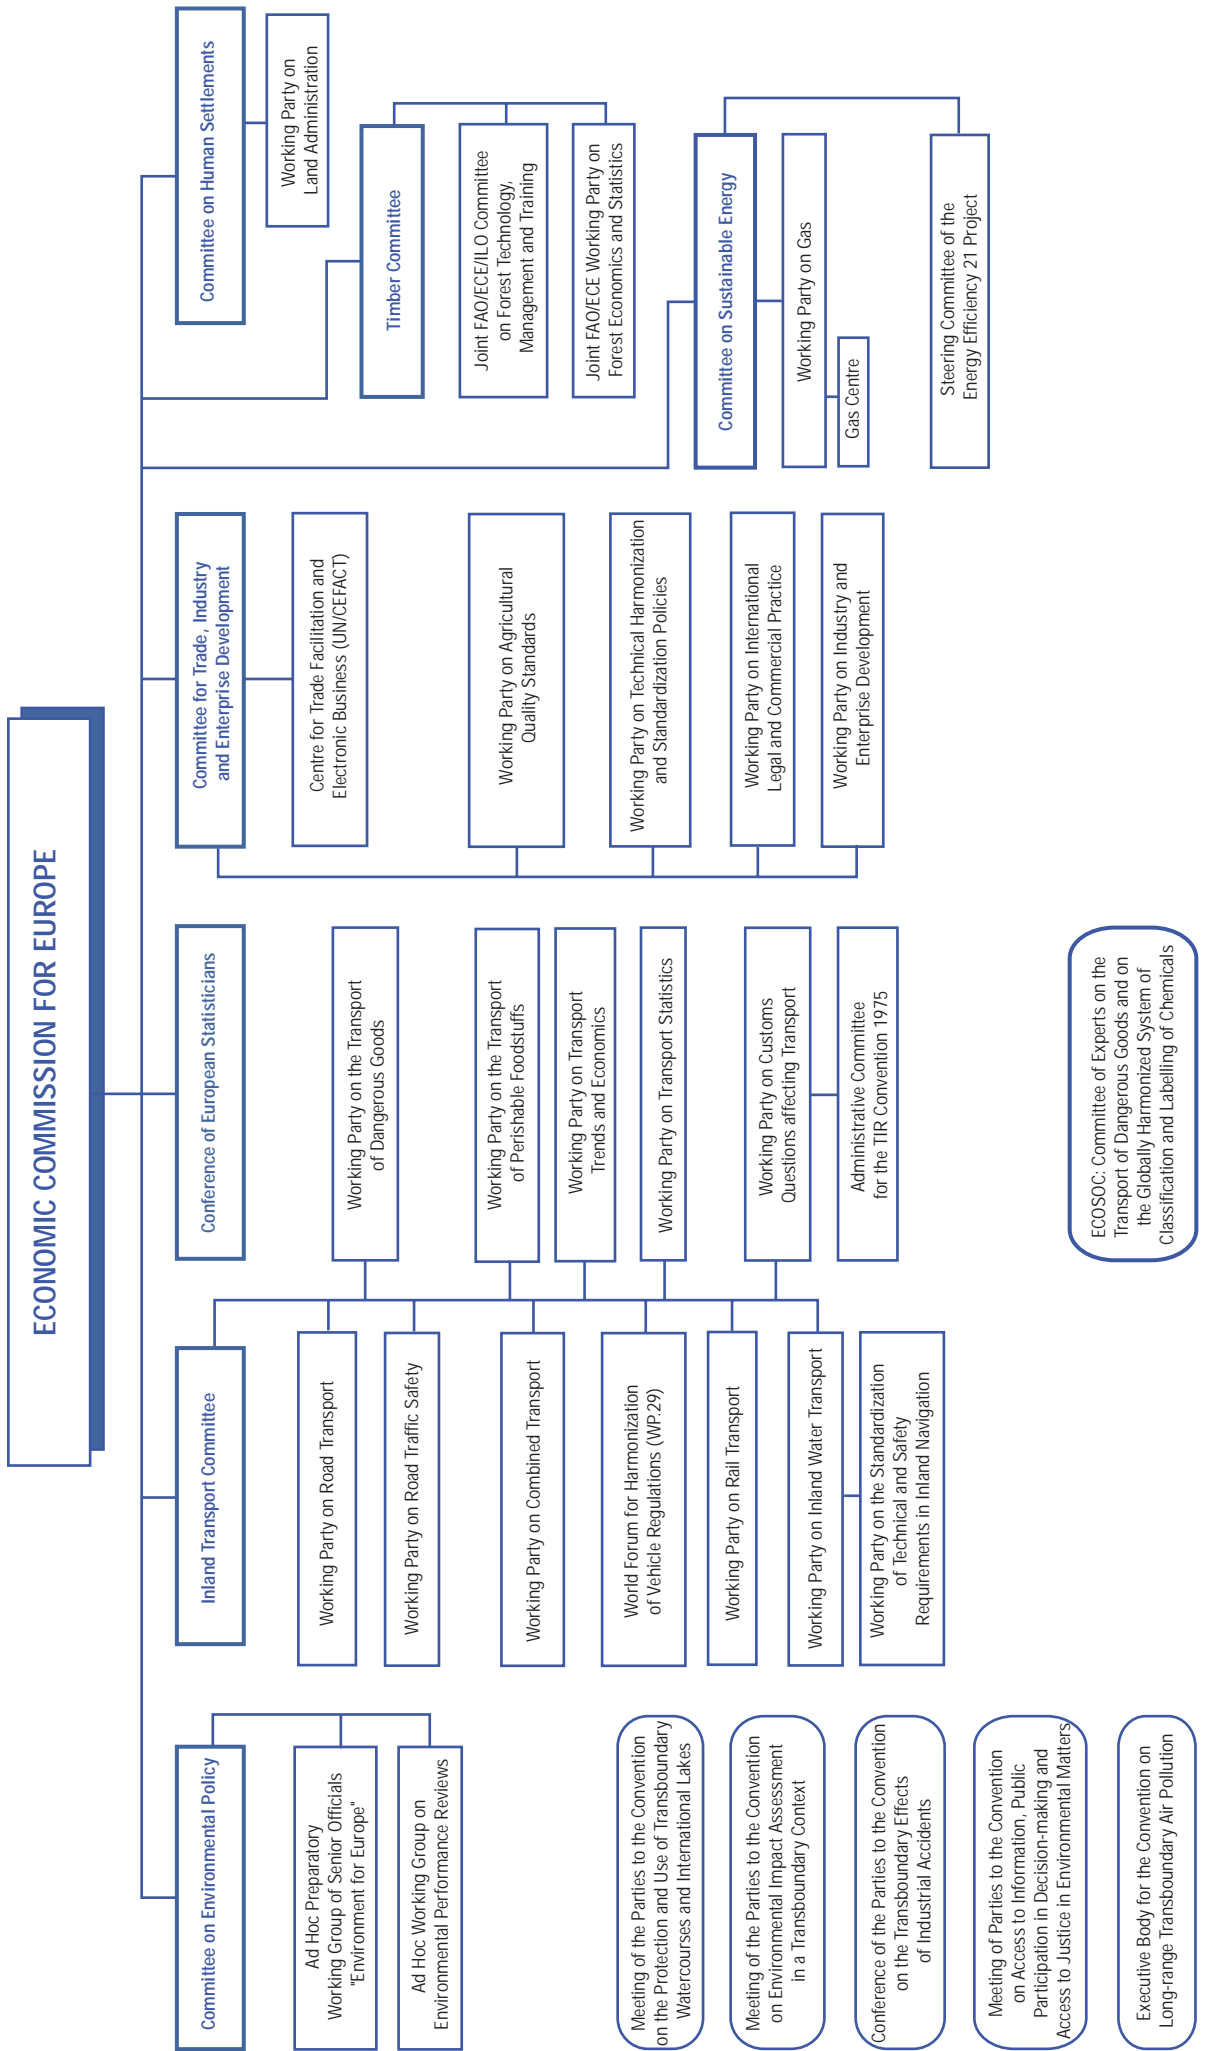 ECONOMIC COMMISSION FOR EUROPE
Committee on Environmental Policy
Ad Hoc Preparatory
Working Group of Senior Officials
"Environment for Europe"
Ad Hoc Working Group on
Environmental Performance Reviews
Meeting of the Parties to the Convention
on the Protection and Use of Transboundary
Watercourses and International Lakes
Meeting of the Parties to the Convention
on Environmental Impact Assessment
in a Transboundary Context
Conference of the Parties to the Convention
on the Transboundary Effects
of Industrial Accidents
Meeting of Parties to the Convention
on Access to Information, Public
Participation in Decision-making and
Access to Justice in Environmental Matters
Executive Body for the Convention on
Long-range Transboundary Air Pollution
Inland Transport Committee
Working Party on Road Transport
Working Party on Road Traffic Safety
Working Party on Combined Transport
World Forum for Harmonization
of Vehicle Regulations (WP.29)
Working Party on Rail Transport
Working Party on Inland Water Transport
Working Party on the Standardization
of Technical and Safety
Requirements in Inland Navigation
Conference of European Statisticians
Working Party on the Transport
of Dangerous Goods
Working Party on the Transport
of Perishable Foodstuffs
Working Party on Transport
Trends and Economics
Working Party on Transport Statistics
Working Party on Customs
Questions affecting Transport
Administrative Committee
for the TIR Convention 1975
ECOSOC: Committee of Experts on the
Transport of Dangerous Goods and on
the Globally Harmonized System of
Classification and Labelling of Chemicals
Committee for Trade, Industry
and Enterprise Development
Centre for Trade Facilitation and
Electronic Business (UN/CEFACT)
Working Party on Agricultural
Quality Standards
Working Party on Technical Harmonization
and Standardization Policies
Working Party on International
Legal and Commercial Practice
Working Party on Industry and
Enterprise Development
Committee on Human Settlements
Working Party on
Land Administration
Timber Committee
Joint FAO/ECE/ILO Committee
on Forest Technology,
Management and Training
Joint FAO/ECE Working Party on
Forest Economics and Statistics
Committee on Sustainable Energy
Working Party on Gas
Gas Centre
Steering Committee of the
Energy Efficiency 21 Project